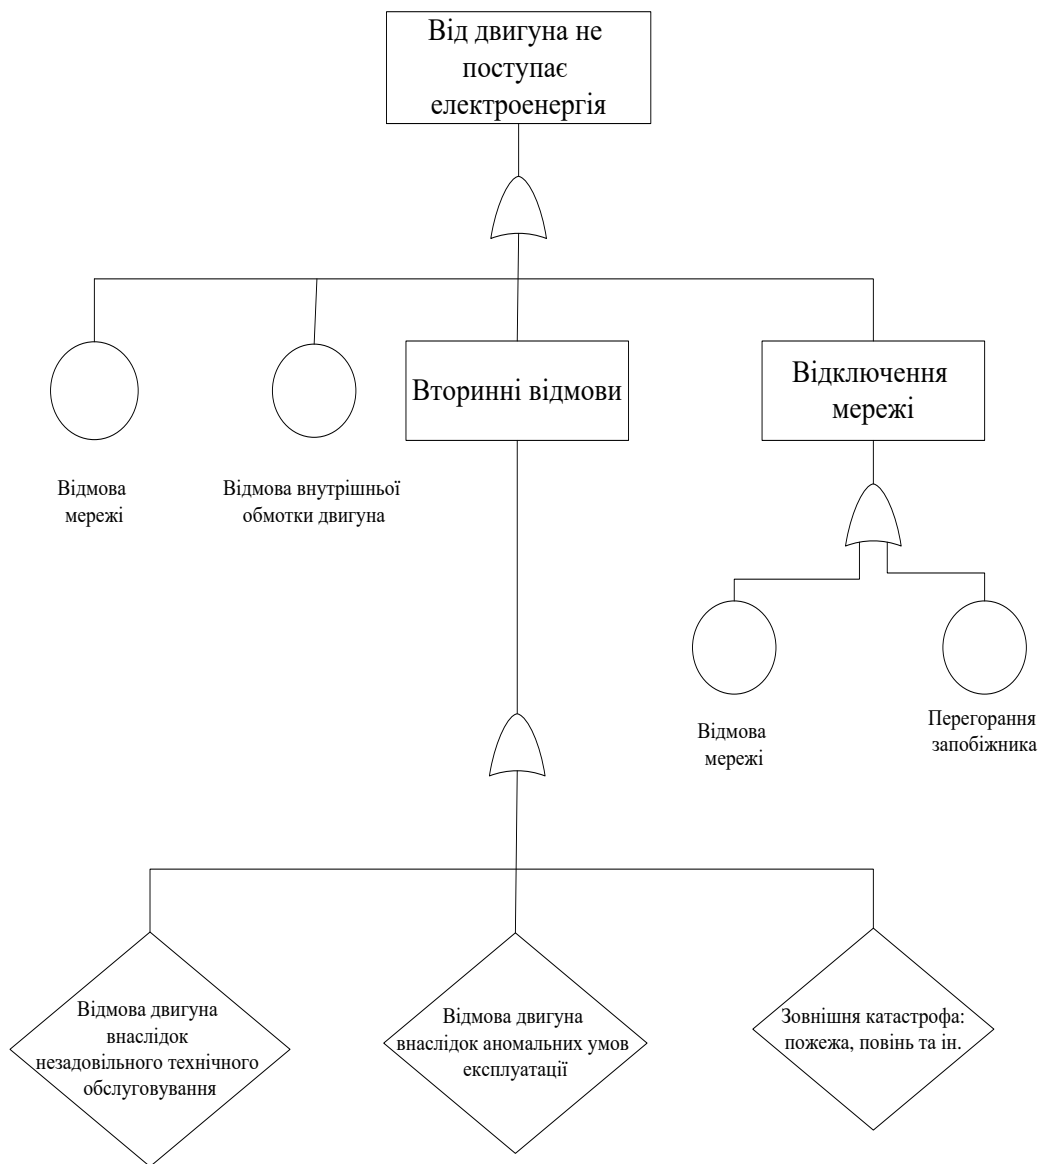 Від двигуна не
поступає
електроенергія
Вторинні відмови
Відключення
мережі
Відмова
мережі
Відмова внутрішньої
обмотки двигуна
Відмова
мережі
Перегорання
запобіжника
Відмова двигуна
внаслідок
незадовільного технічного
обслуговування
Відмова двигуна
внаслідок аномальних умов
експлуатації
Зовнішня катастрофа:
пожежа, повінь та ін.